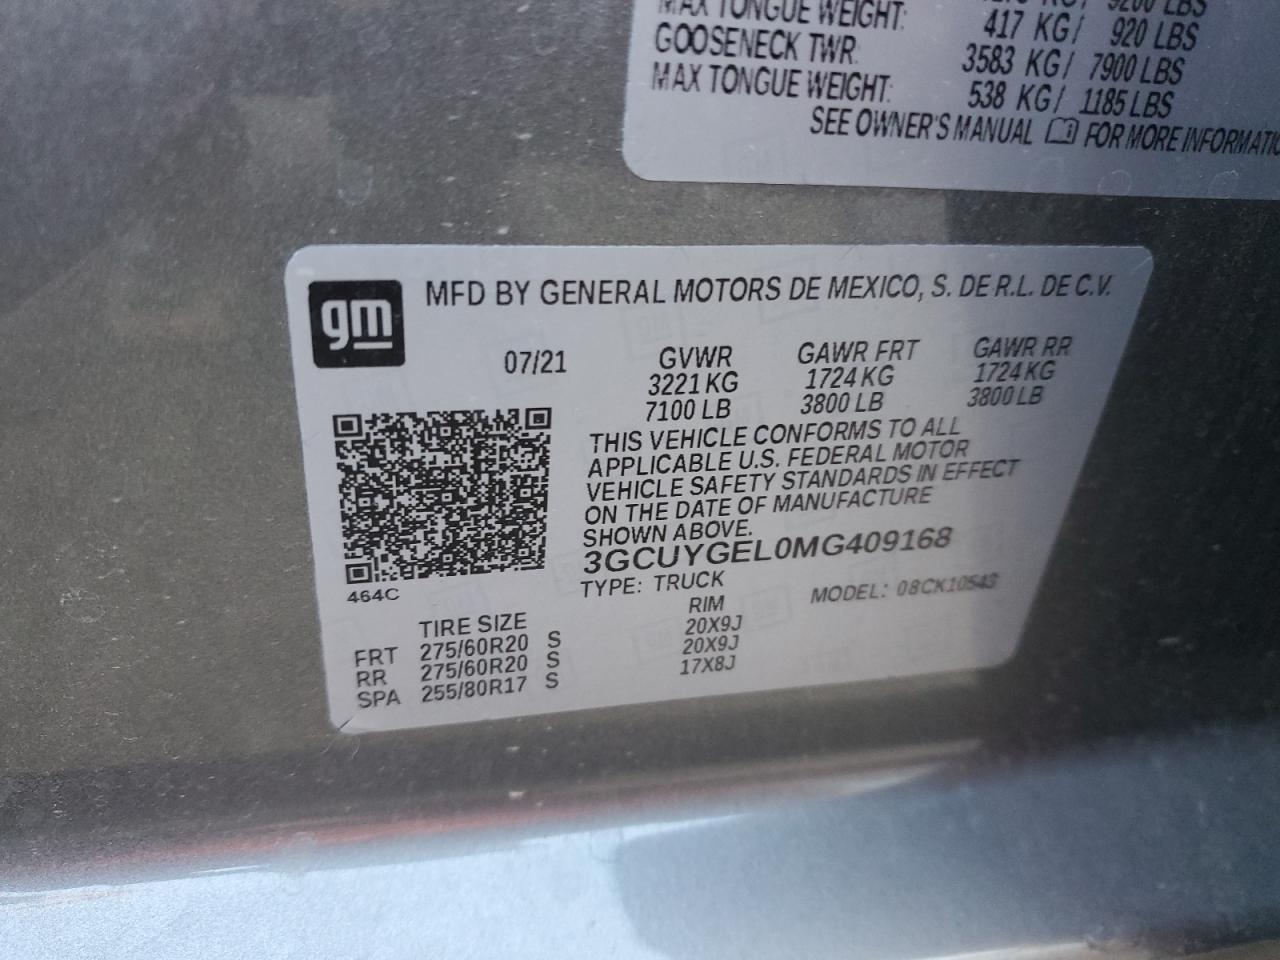 MAX TONGUE WEIGHT: 417 KG/ 920 LBS
GOOSENECK TWR: 3583 KG/ 7900 LBS
MAX TONGUE WEIGHT: 538 KG/ 1185 LBS
SEE OWNER'S MANUAL FOR MORE INFORMATIO
gm
MFD BY GENERAL MOTORS DE MEXICO, S. DE R.L. DE C.V.
07/21 GVWR GAWR FRT GAWR RR
3221 KG 1724 KG 1724 KG
7100 LB 3800 LB 3800 LB
THIS VEHICLE CONFORMS TO ALL
APPLICABLE U.S. FEDERAL MOTOR
VEHICLE SAFETY STANDARDS IN EFFECT
ON THE DATE OF MANUFACTURE
SHOWN ABOVE.
3GCUYGEL0MG409168
TYPE: TRUCK MODEL: 08CK10543
464C
TIRE SIZE RIM
FRT 275/60R20 S 20X9J
RR 275/60R20 S 20X9J
SPA 255/80R17 S 17X8J